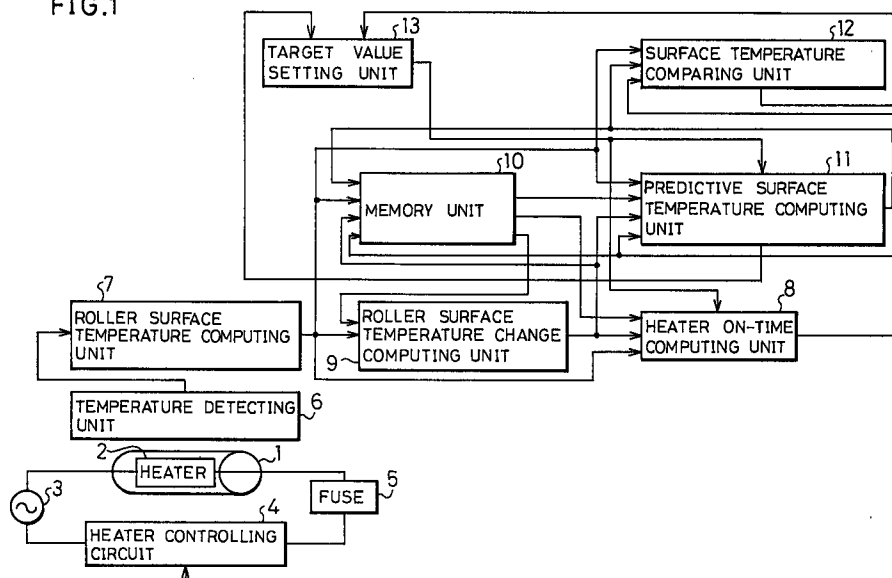 FIG.1
13
TARGET VALUE
SETTING UNIT
12
SURFACE TEMPERATURE
COMPARING UNIT
10
MEMORY UNIT
11
PREDICTIVE SURFACE
TEMPERATURE COMPUTING
UNIT
7
ROLLER SURFACE
TEMPERATURE COMPUTING
UNIT
9
ROLLER SURFACE
TEMPERATURE CHANGE
COMPUTING UNIT
8
HEATER ON-TIME
COMPUTING UNIT
TEMPERATURE DETECTING
UNIT
6
2
HEATER
1
3
FUSE
5
4
HEATER CONTROLLING
CIRCUIT